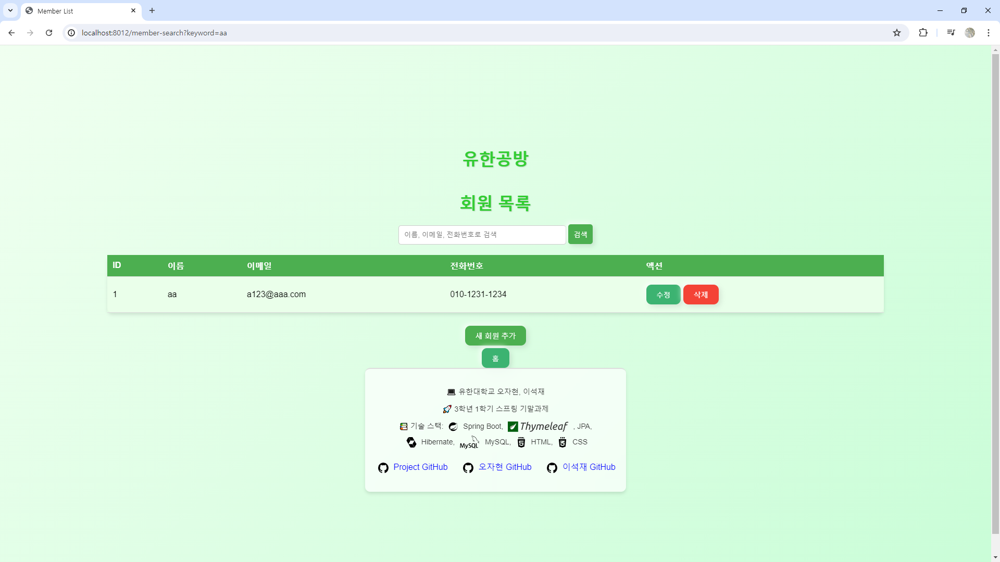 Member List
localhost:8012/member-search?keyword=aa
유한공방
회원 목록
이름, 이메일, 전화번호로 검색 검색
ID 이름 이메일 전화번호 액션
1 aa a123@aaa.com 010-1231-1234 수정 삭제
새 회원 추가
홈
유한대학교 오자현, 이석재
3학년 1학기 스프링 기말과제
기술 스택: Spring Boot, Thymeleaf , JPA,
Hibernate, MySQL MySQL, HTML HTML, CSS CSS
Project GitHub 오자현 GitHub 이석재 GitHub